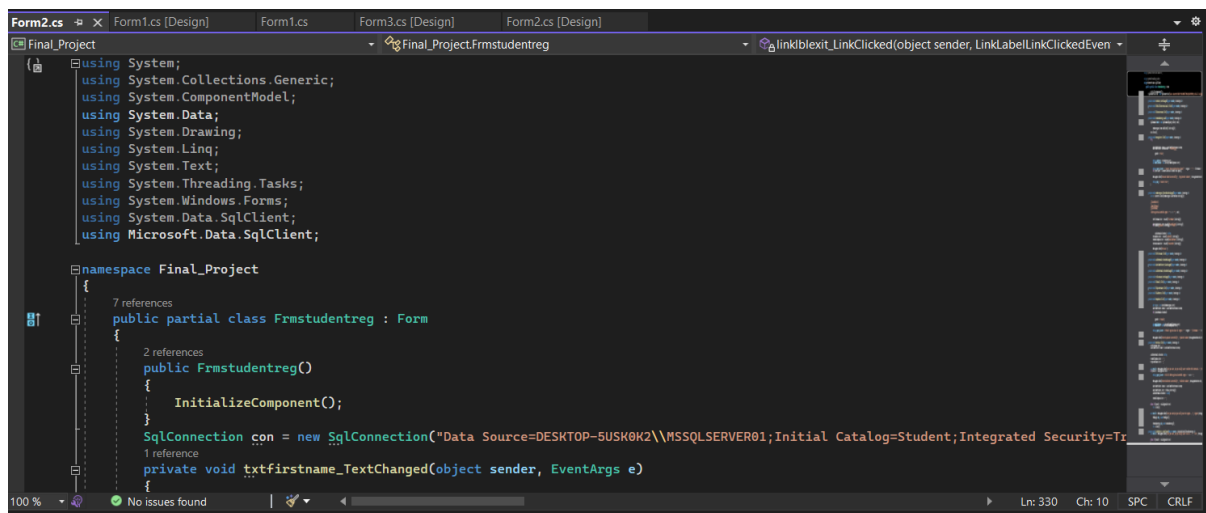 Form2.cs Form1.cs [Design] Form1.cs Form3.cs [Design] Form2.cs [Design]
Final_Project Final_Project.Frmstudentreg linklblexit_LinkClicked(object sender, LinkLabelLinkClickedEven
using System;
using System.Collections.Generic;
using System.ComponentModel;
using System.Data;
using System.Drawing;
using System.Linq;
using System.Text;
using System.Threading.Tasks;
using System.Windows.Forms;
using System.Data.SqlClient;
using Microsoft.Data.SqlClient;
namespace Final_Project
{
7 references
public partial class Frmstudentreg : Form
{
2 references
public Frmstudentreg()
{
InitializeComponent();
}
SqlConnection con = new SqlConnection("Data Source=DESKTOP-5USK0K2\\MSSQLSERVER01;Initial Catalog=Student;Integrated Security=Tr
1 reference
private void txtfirstname_TextChanged(object sender, EventArgs e)
{
100 % No issues found Ln: 330 Ch: 10 SPC CRLF